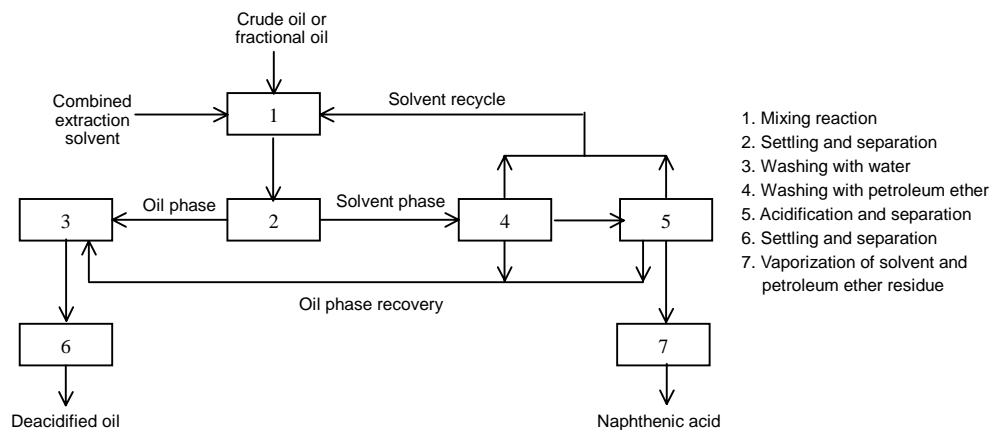 Crude oil or
fractional oil
Combined
extraction
solvent
1
Solvent recycle
3
Oil phase
2
Solvent phase
4
5
Oil phase recovery
6
7
Deacidified oil
Naphthenic acid
1. Mixing reaction
2. Settling and separation
3. Washing with water
4. Washing with petroleum ether
5. Acidification and separation
6. Settling and separation
7. Vaporization of solvent and
petroleum ether residue